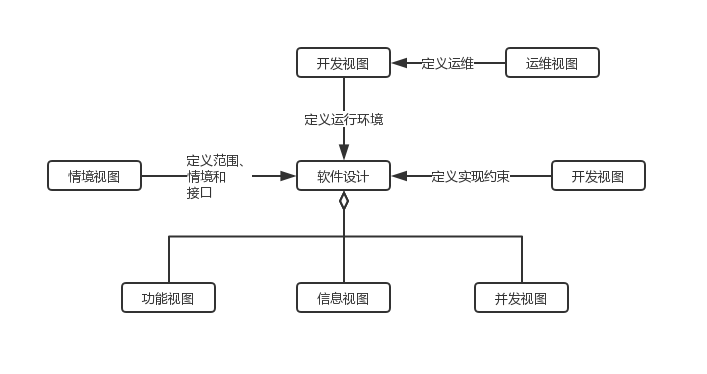 开发视图
定义运维
运维视图
定义运行环境
情境视图
定义范围、
情境和
接口
软件设计
定义实现约束
开发视图
功能视图
信息视图
并发视图